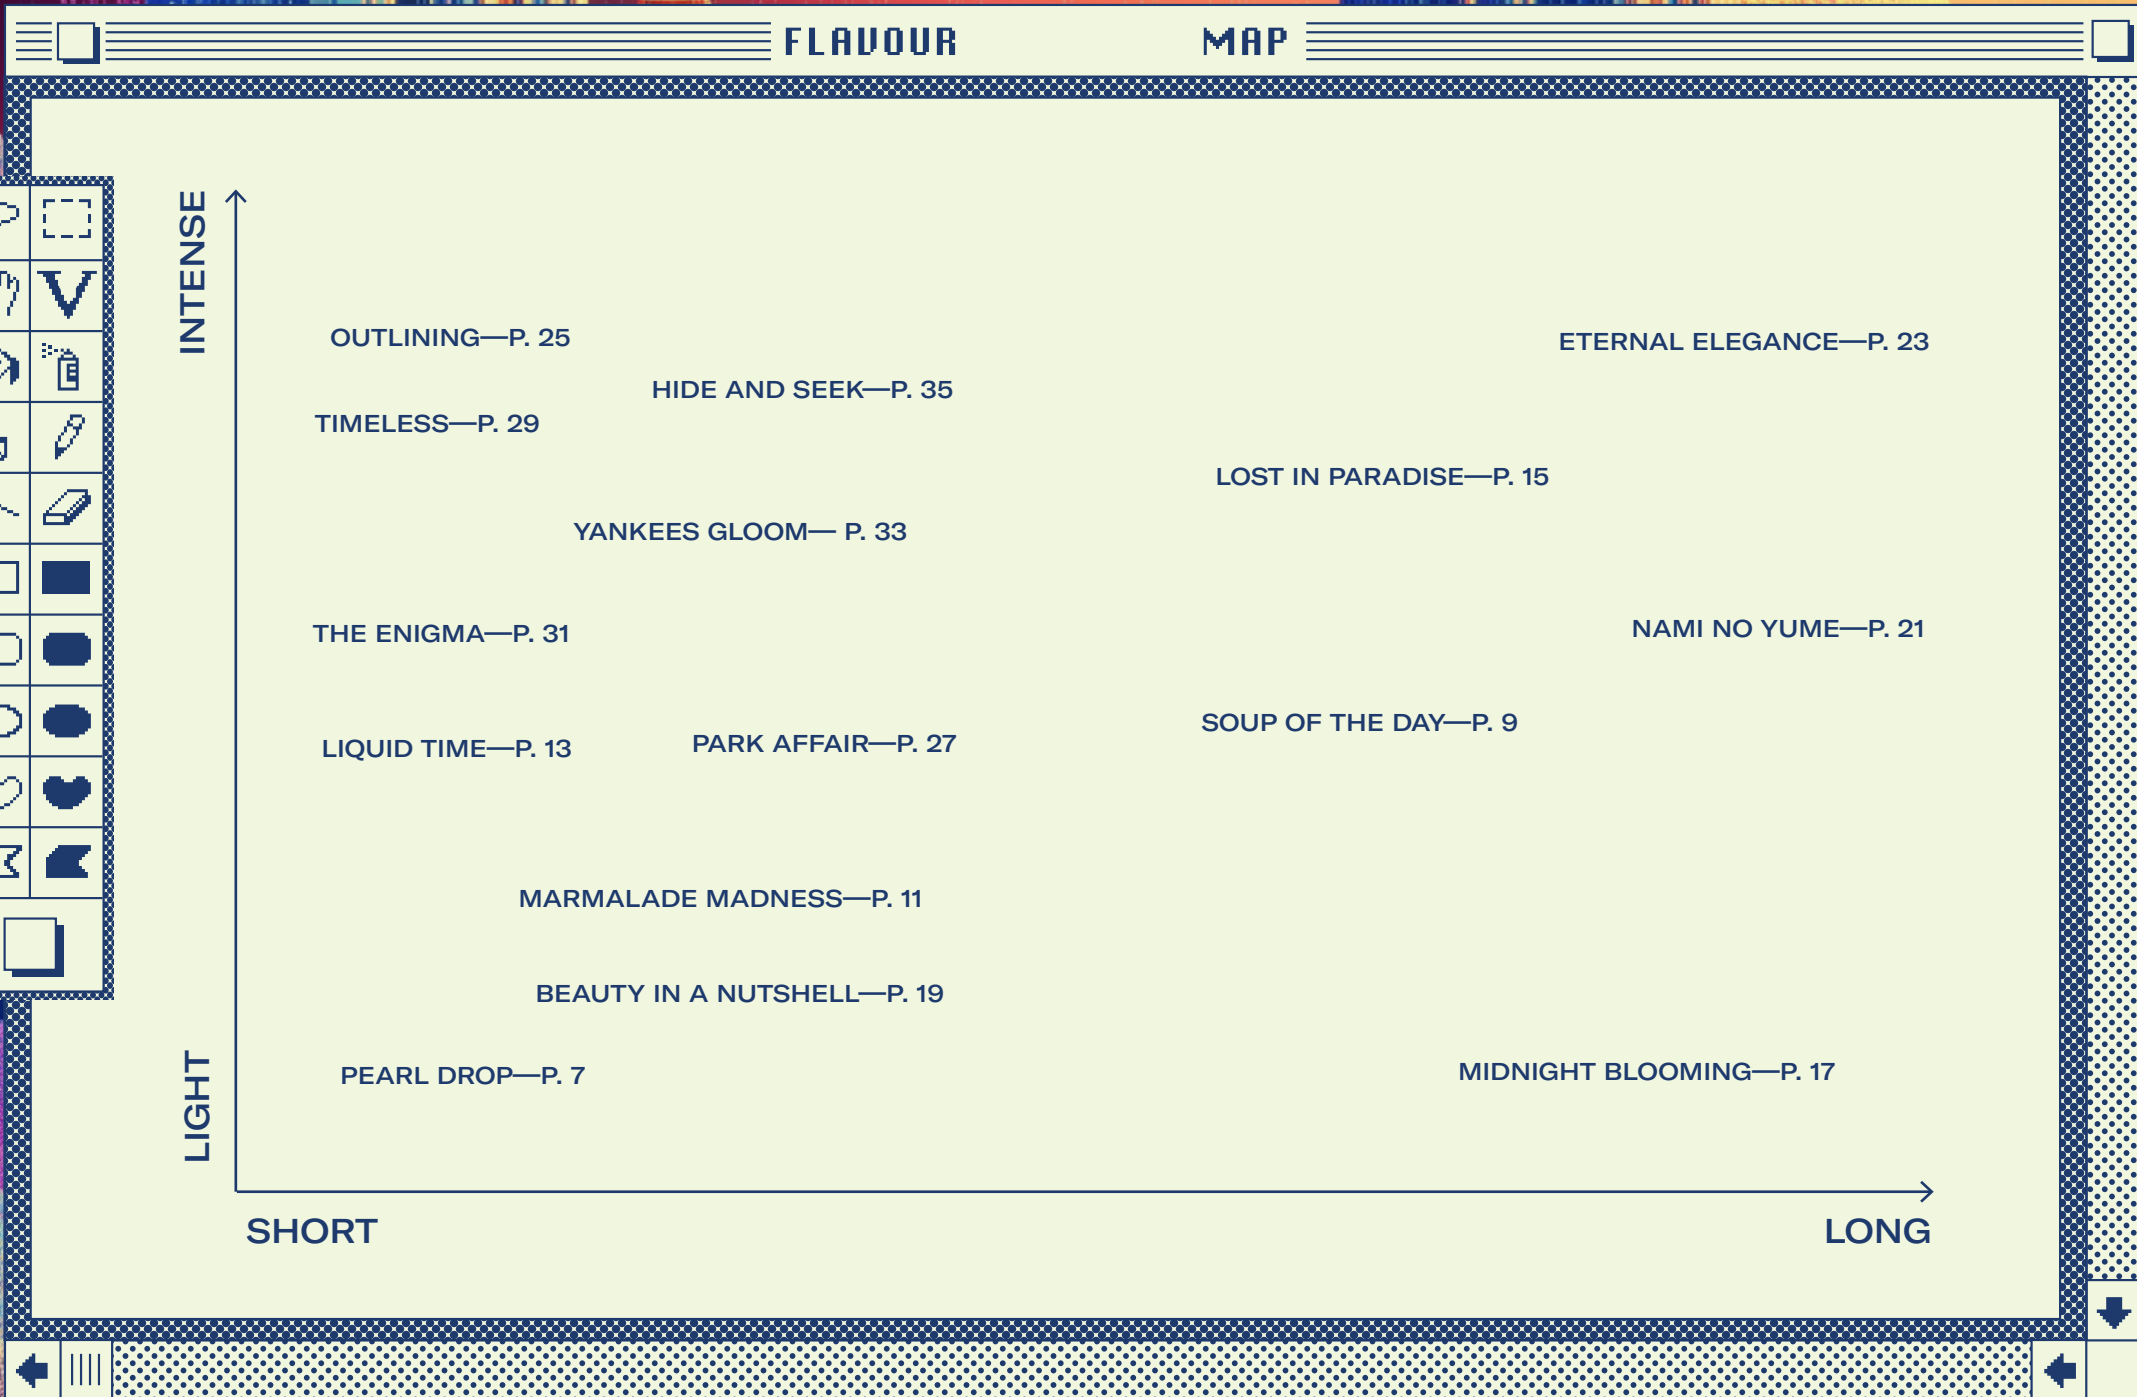 FLAVOUR MAP
INTENSE
OUTLINING—P. 25
ETERNAL ELEGANCE—P. 23
HIDE AND SEEK—P. 35
TIMELESS—P. 29
LOST IN PARADISE—P. 15
YANKEES GLOOM— P. 33
THE ENIGMA—P. 31
NAMI NO YUME—P. 21
SOUP OF THE DAY—P. 9
LIQUID TIME—P. 13
PARK AFFAIR—P. 27
MARMALADE MADNESS—P. 11
BEAUTY IN A NUTSHELL—P. 19
PEARL DROP—P. 7
MIDNIGHT BLOOMING—P. 17
LIGHT
SHORT
LONG